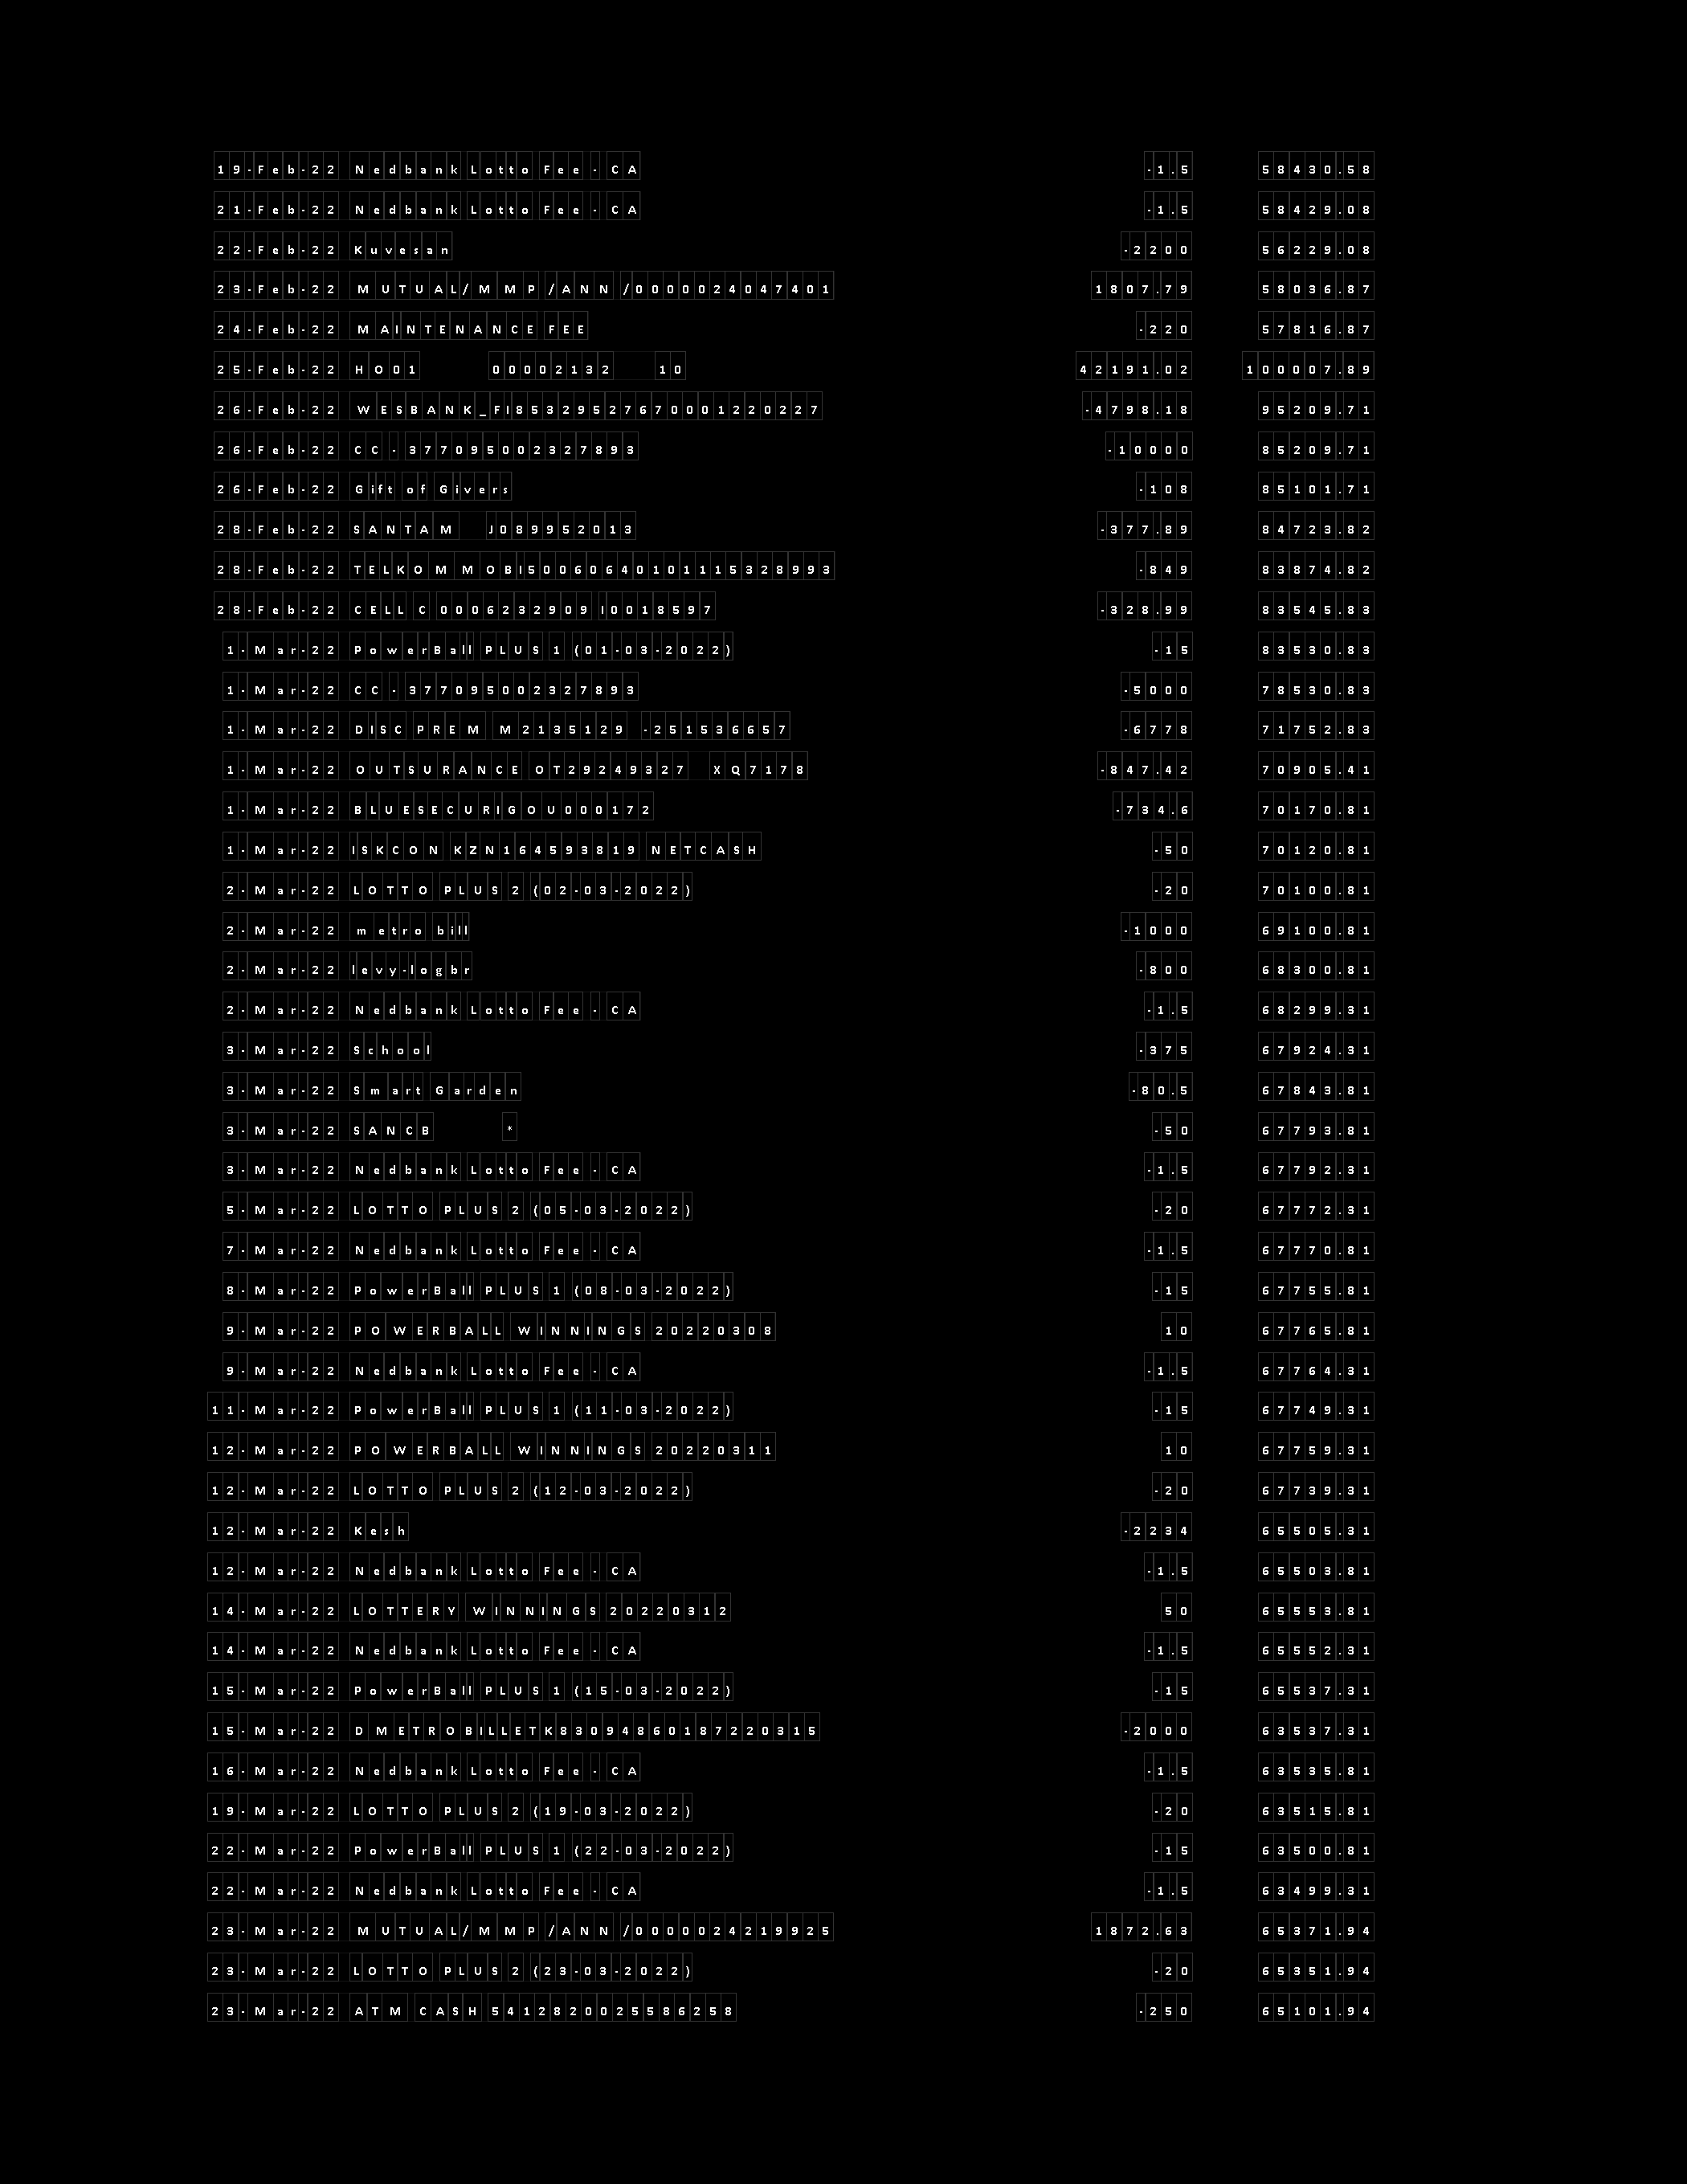 19-Feb-22 Nedbank Lotto Fee - CA -1.5 58430.58
21-Feb-22 Nedbank Lotto Fee - CA -1.5 58429.08
22-Feb-22 Kuvesan -2200 56229.08
23-Feb-22 MUTUAL/MMP/ANN /0000024047401 1807.79 58036.87
24-Feb-22 MAINTENANCE FEE -220 57816.87
25-Feb-22 HO01 00002132 10 42191.02 100007.89
26-Feb-22 WESBANK_FI85329527670001220227 -4798.18 95209.71
26-Feb-22 CC - 377095002327893 -10000 85209.71
26-Feb-22 Gift of Givers -108 85101.71
28-Feb-22 SANTAM J089952013 -377.89 84723.82
28-Feb-22 TELKOM MOBI50060640101115328993 -849 83874.82
28-Feb-22 CELL C 0006232909 I0018597 -328.99 83545.83
1-Mar-22 PowerBall PLUS 1 (01-03-2022) -15 83530.83
1-Mar-22 CC - 377095002327893 -5000 78530.83
1-Mar-22 DISC PREM M2135129 -251536657 -6778 71752.83
1-Mar-22 OUTSURANCE OT29249327 XQ7178 -847.42 70905.41
1-Mar-22 BLUESECURIGOU000172 -734.6 70170.81
1-Mar-22 ISKCON KZN164593819 NETCASH -50 70120.81
2-Mar-22 LOTTO PLUS 2 (02-03-2022) -20 70100.81
2-Mar-22 metro bill -1000 69100.81
2-Mar-22 levy-logbr -800 68300.81
2-Mar-22 Nedbank Lotto Fee - CA -1.5 68299.31
3-Mar-22 School -375 67924.31
3-Mar-22 Smart Garden -80.5 67843.81
3-Mar-22 SANCB * -50 67793.81
3-Mar-22 Nedbank Lotto Fee - CA -1.5 67792.31
5-Mar-22 LOTTO PLUS 2 (05-03-2022) -20 67772.31
7-Mar-22 Nedbank Lotto Fee - CA -1.5 67770.81
8-Mar-22 PowerBall PLUS 1 (08-03-2022) -15 67755.81
9-Mar-22 POWERBALL WINNINGS 20220308 10 67765.81
9-Mar-22 Nedbank Lotto Fee - CA -1.5 67764.31
11-Mar-22 PowerBall PLUS 1 (11-03-2022) -15 67749.31
12-Mar-22 POWERBALL WINNINGS 20220311 10 67759.31
12-Mar-22 LOTTO PLUS 2 (12-03-2022) -20 67739.31
12-Mar-22 Kesh -2234 65505.31
12-Mar-22 Nedbank Lotto Fee - CA -1.5 65503.81
14-Mar-22 LOTTERY WINNINGS 20220312 50 65553.81
14-Mar-22 Nedbank Lotto Fee - CA -1.5 65552.31
15-Mar-22 PowerBall PLUS 1 (15-03-2022) -15 65537.31
15-Mar-22 DMETROBILLETK83094860187220315 -2000 63537.31
16-Mar-22 Nedbank Lotto Fee - CA -1.5 63535.81
19-Mar-22 LOTTO PLUS 2 (19-03-2022) -20 63515.81
22-Mar-22 PowerBall PLUS 1 (22-03-2022) -15 63500.81
22-Mar-22 Nedbank Lotto Fee - CA -1.5 63499.31
23-Mar-22 MUTUAL/MMP/ANN /0000024219925 1872.63 65371.94
23-Mar-22 LOTTO PLUS 2 (23-03-2022) -20 65351.94
23-Mar-22 ATM CASH 5412820025586258 -250 65101.94